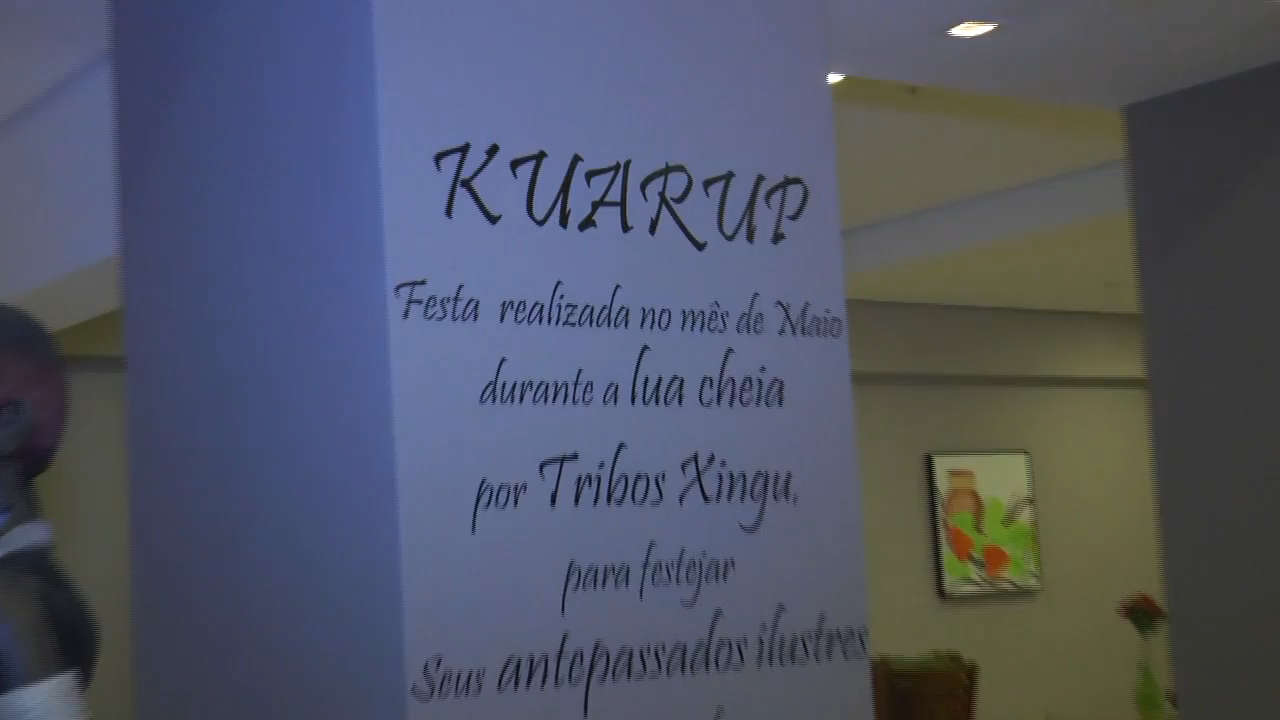 KUARUP
Festa realizada no mês de Maio
durante a lua cheia
por Tribos Xingu,
para festejar
Seus antepassados ilustres